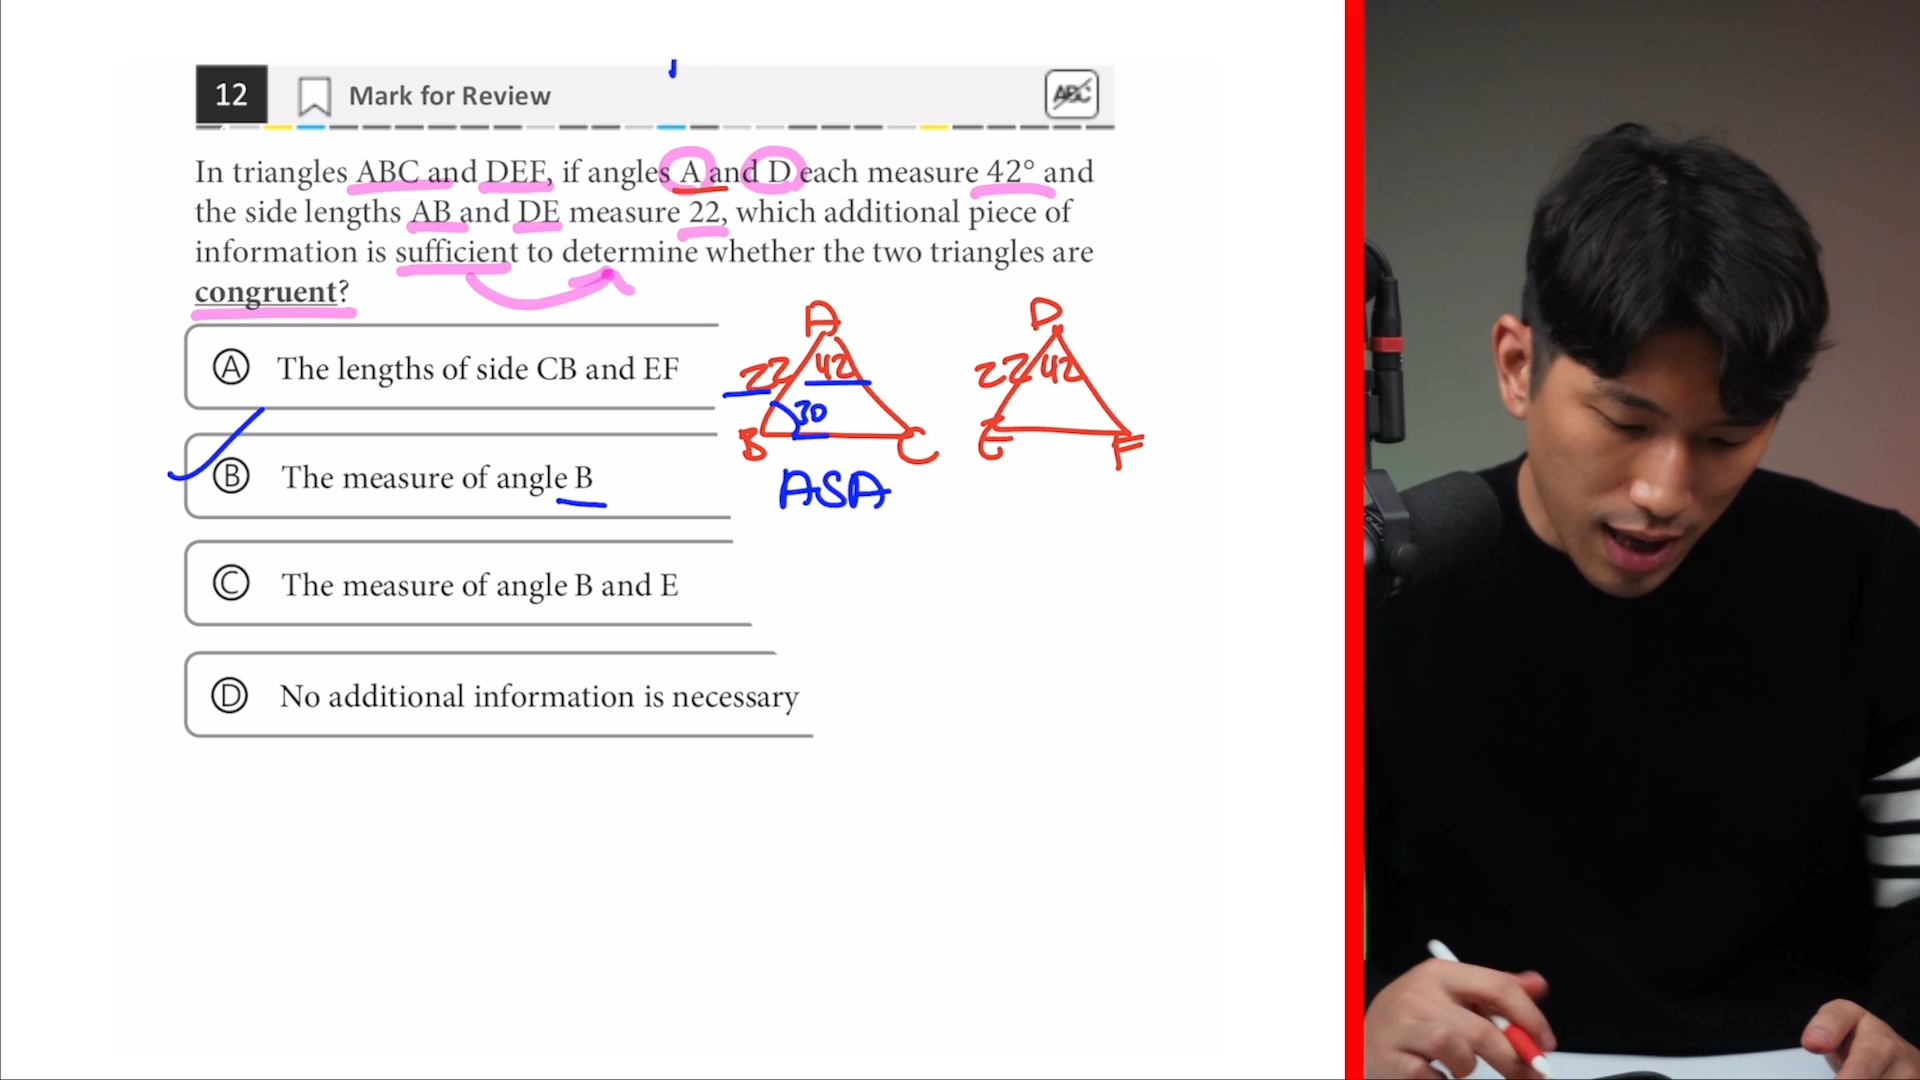 12 Mark for Review ABC
In triangles ABC and DEF, if angles A and D each measure 42° and
the side lengths AB and DE measure 22, which additional piece of
information is sufficient to determine whether the two triangles are
congruent?
A The lengths of side CB and EF
B The measure of angle B
C The measure of angle B and E
D No additional information is necessary
A
22 42
30
B C
ASA
D
22 42
E F